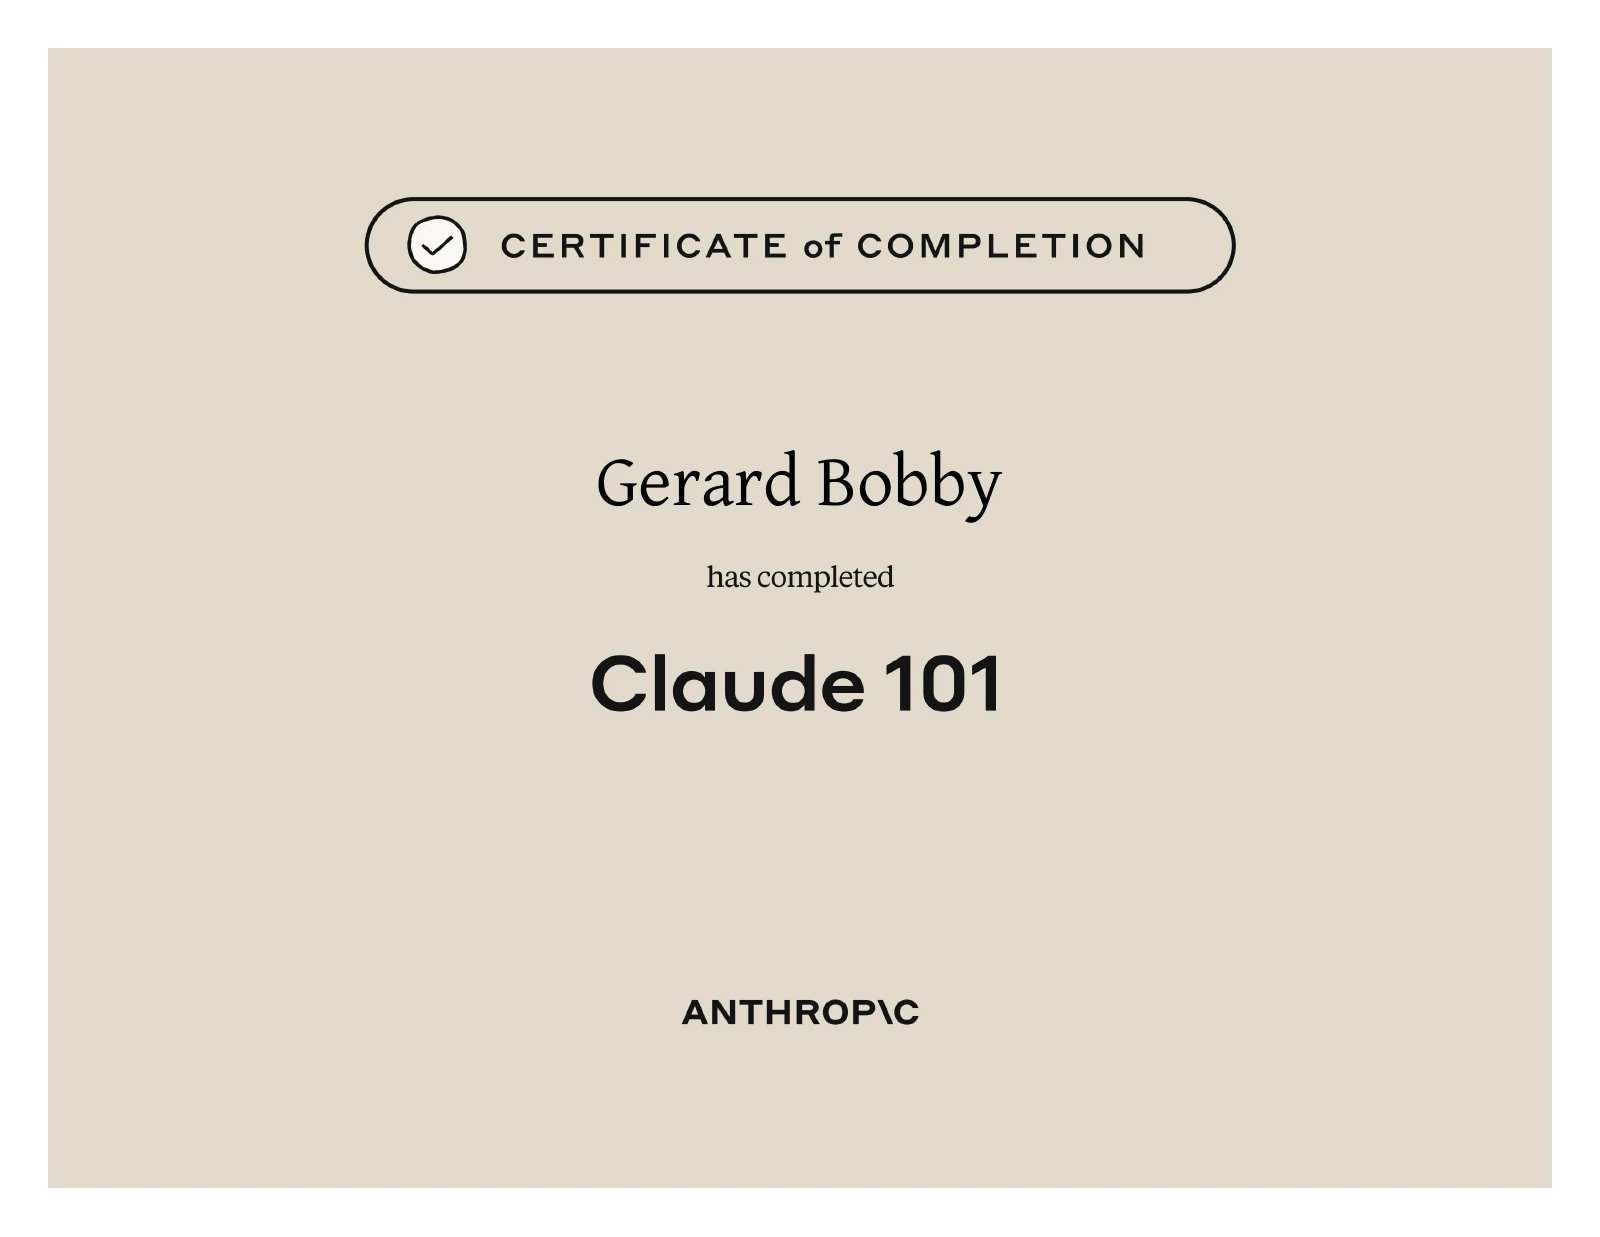 CERTIFICATE of COMPLETION
Gerard Bobby
has completed
Claude 101
ANTHROP\C